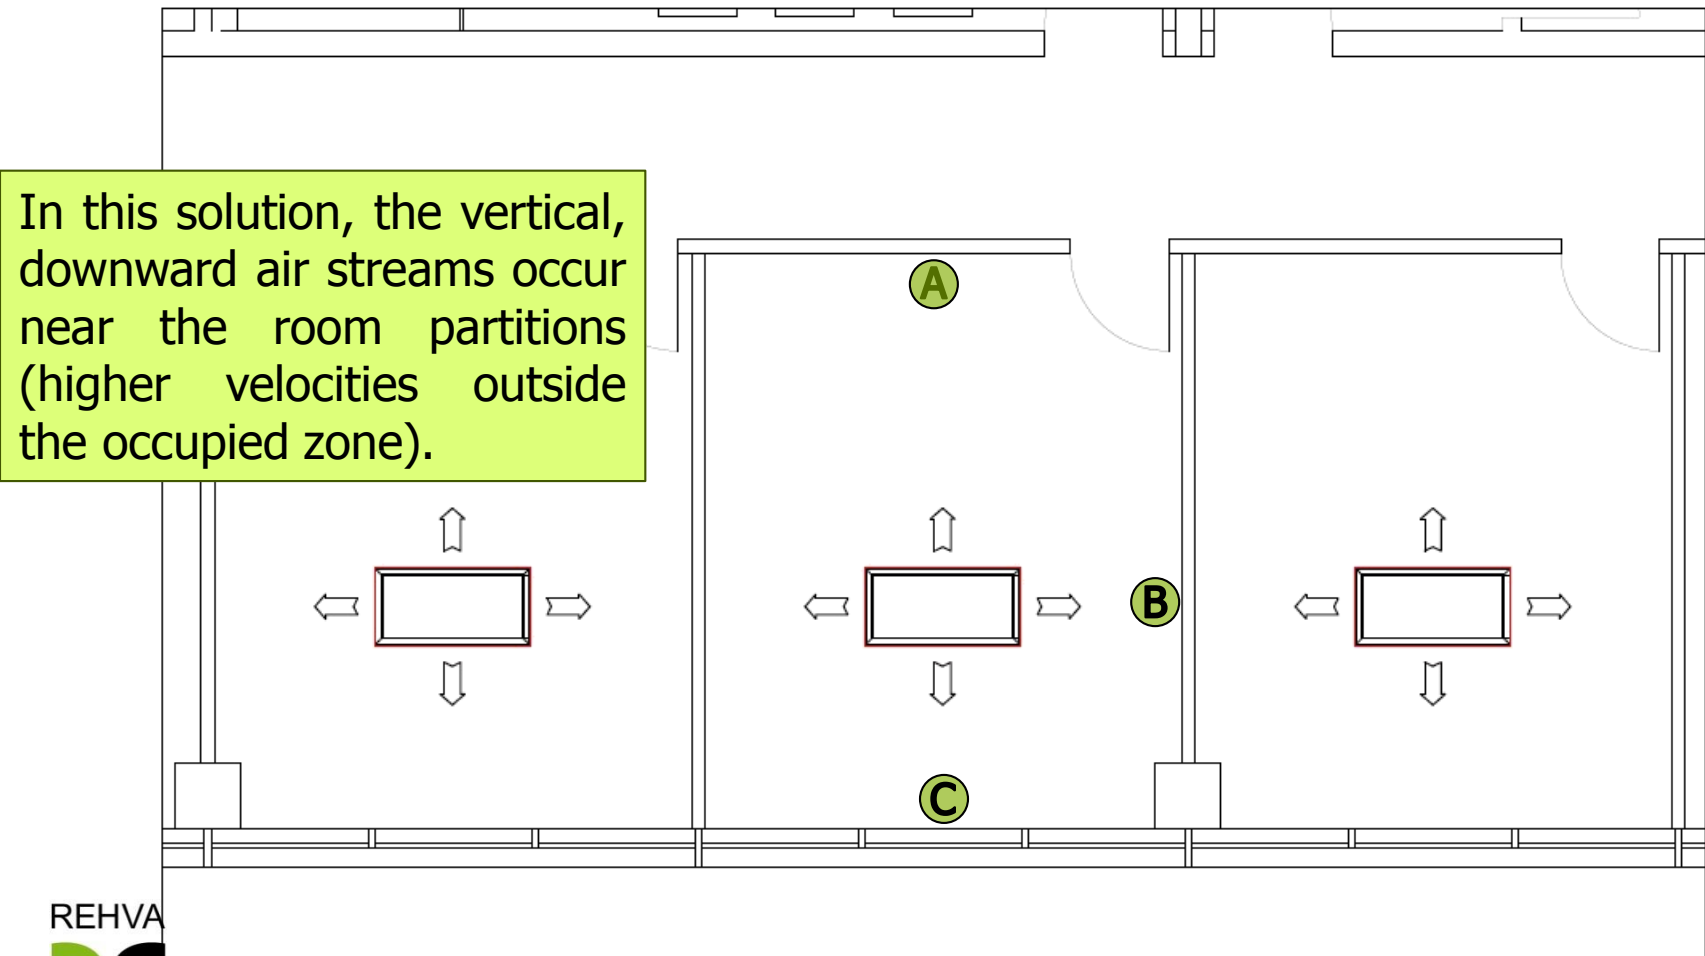 In this solution, the vertical,
downward air streams occur
near the room partitions
(higher velocities outside
the occupied zone).
A
B
C
REHVA